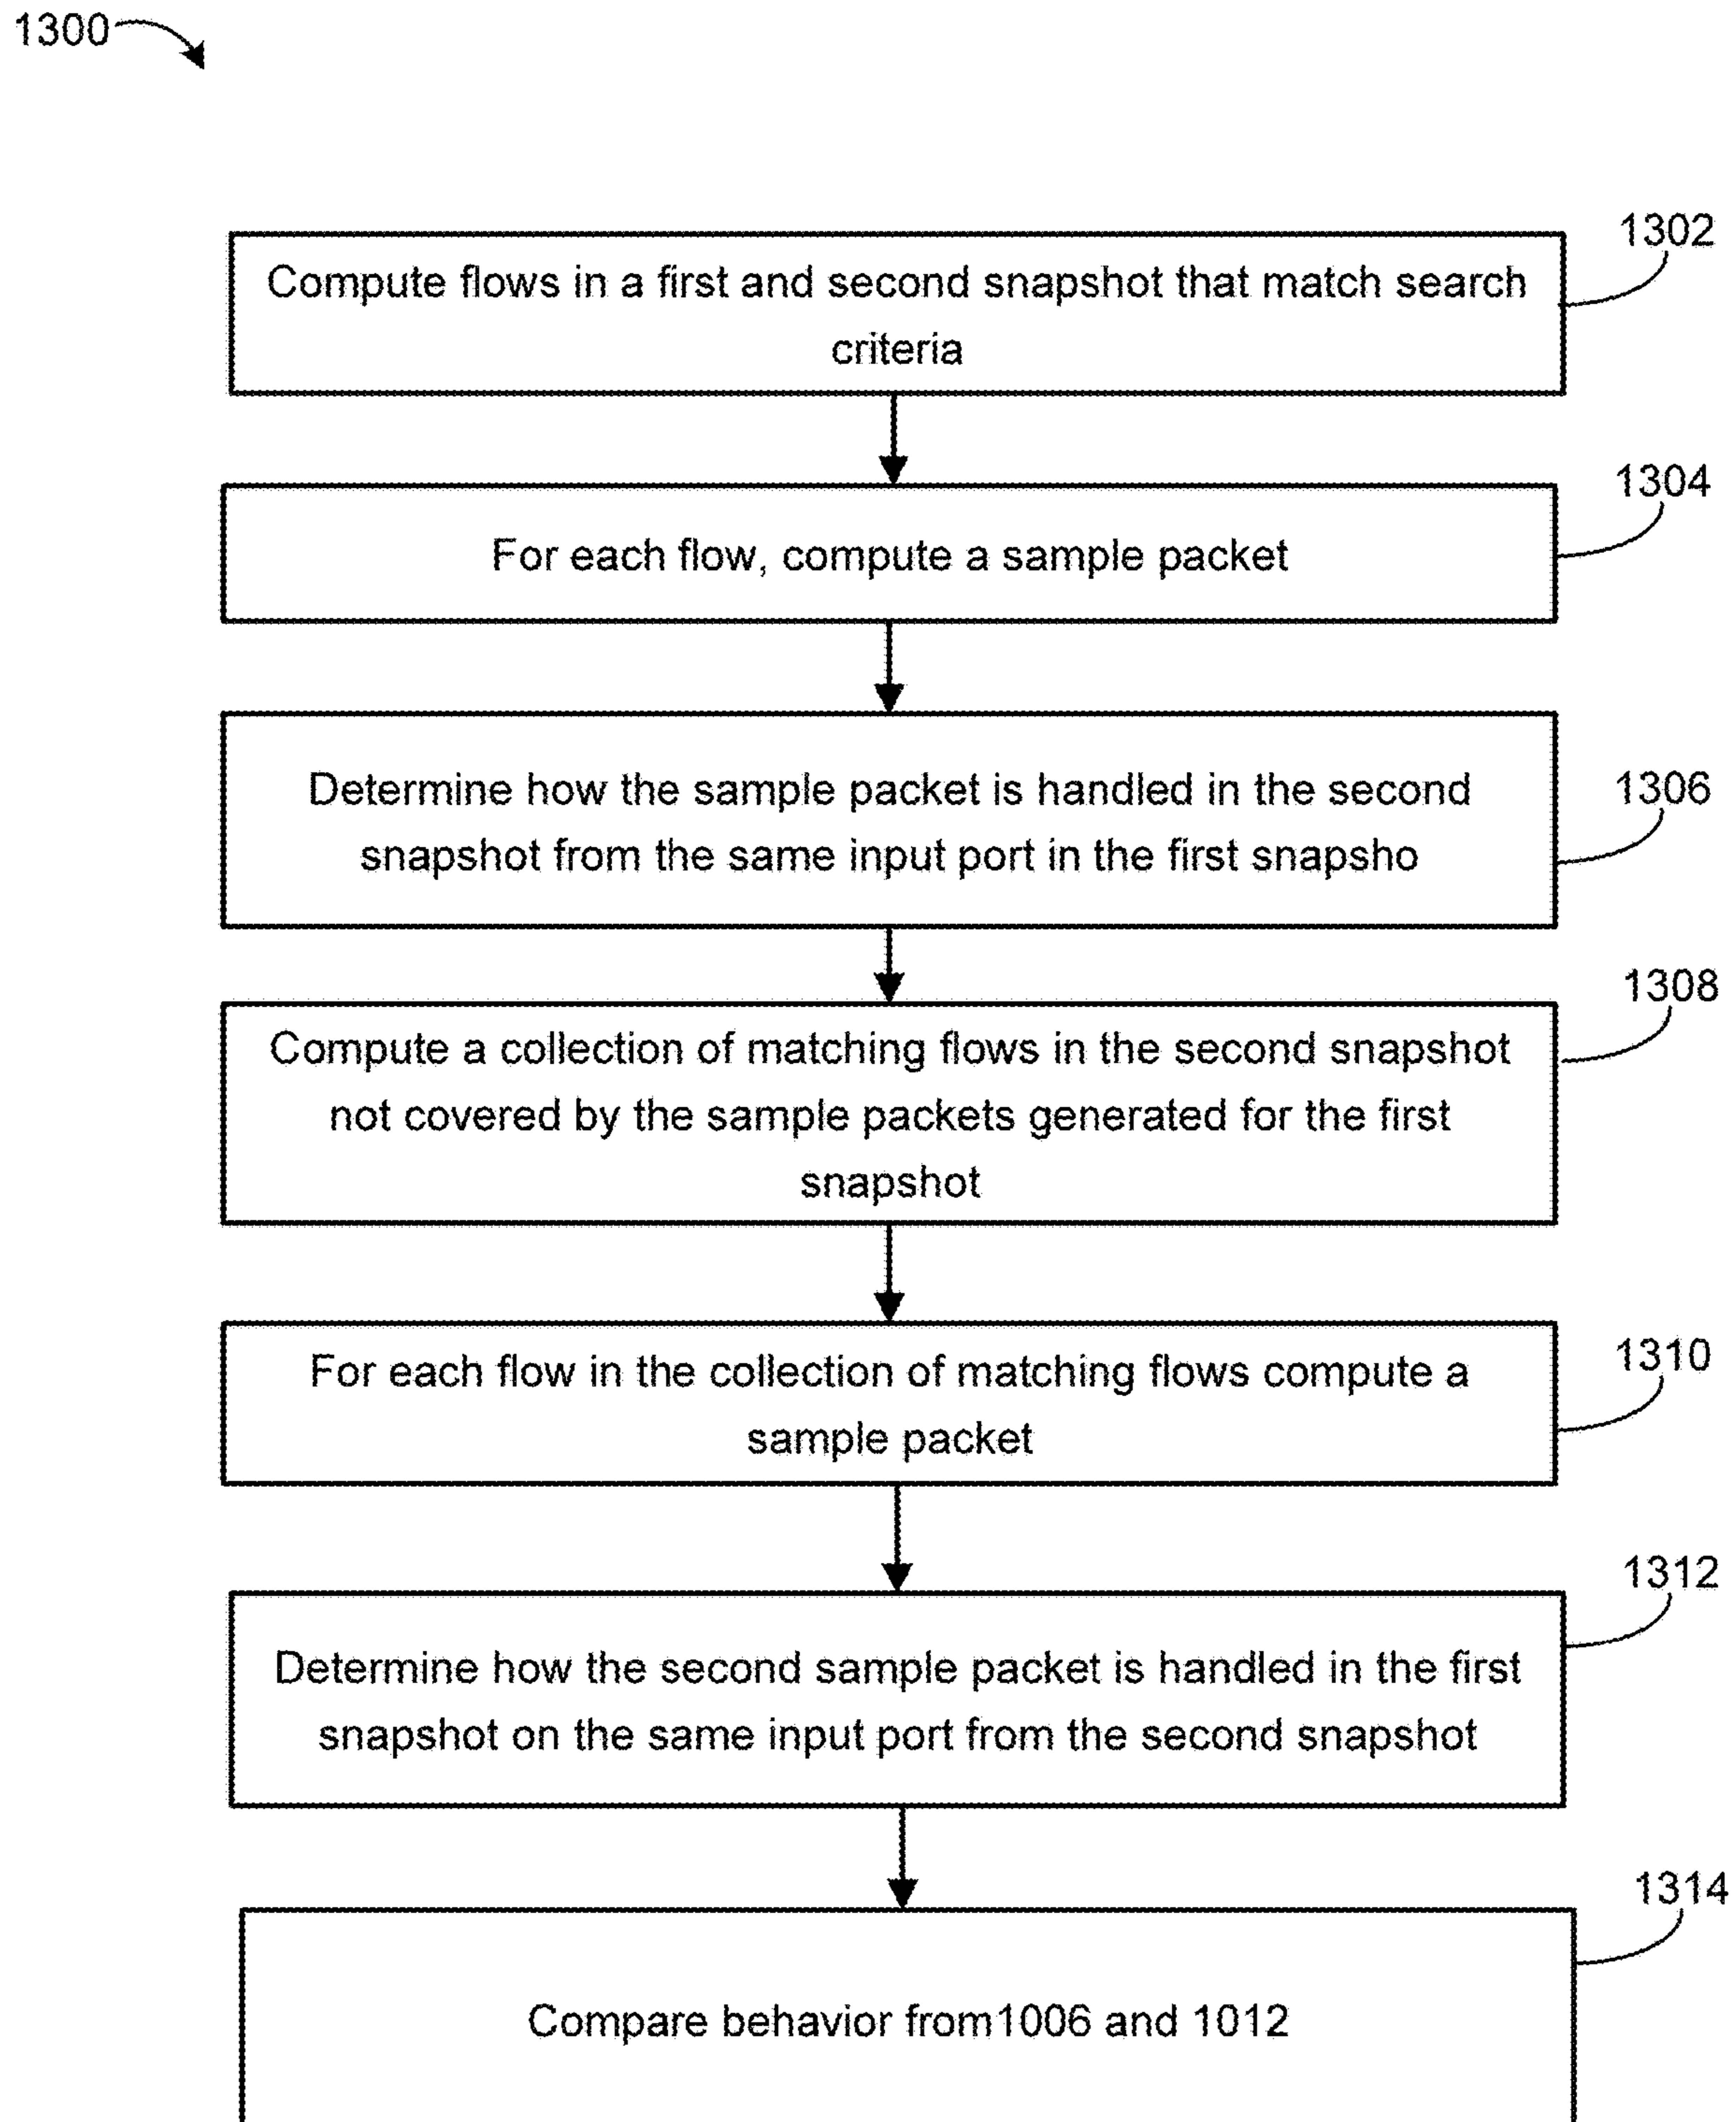 1300
1302
Compute flows in a first and second snapshot that match search
criteria
1304
For each flow, compute a sample packet
1306
Determine how the sample packet is handled in the second
snapshot from the same input port in the first snapsho
1308
Compute a collection of matching flows in the second snapshot
not covered by the sample packets generated for the first
snapshot
1310
For each flow in the collection of matching flows compute a
sample packet
1312
Determine how the second sample packet is handled in the first
snapshot on the same input port from the second snapshot
1314
Compare behavior from1006 and 1012